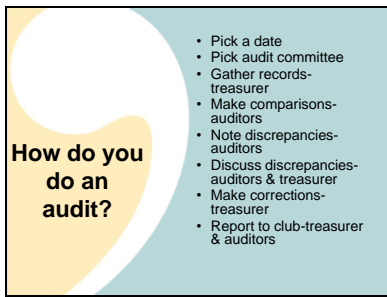 How do you
do an
audit?
• Pick a date
• Pick audit committee
• Gather records-
treasurer
• Make comparisons-
auditors
• Note discrepancies-
auditors
• Discuss discrepancies-
auditors & treasurer
• Make corrections-
treasurer
• Report to club-treasurer
& auditors